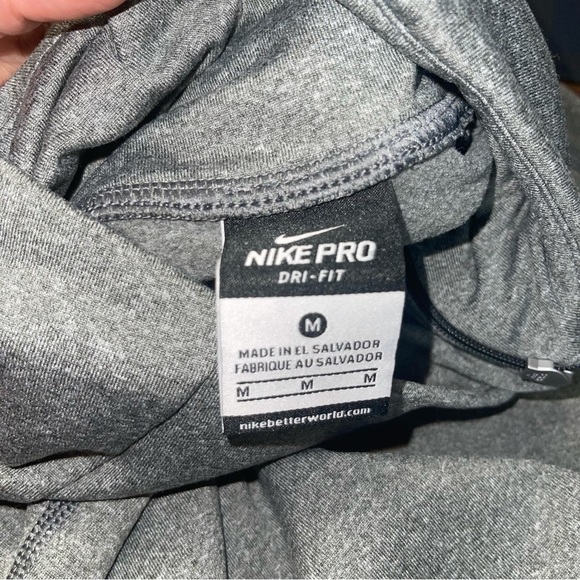 NIKE PRO
DRI-FIT
M
MADE IN EL SALVADOR
FABRIQUE AU SALVADOR
M M M
nikebetterworld.com